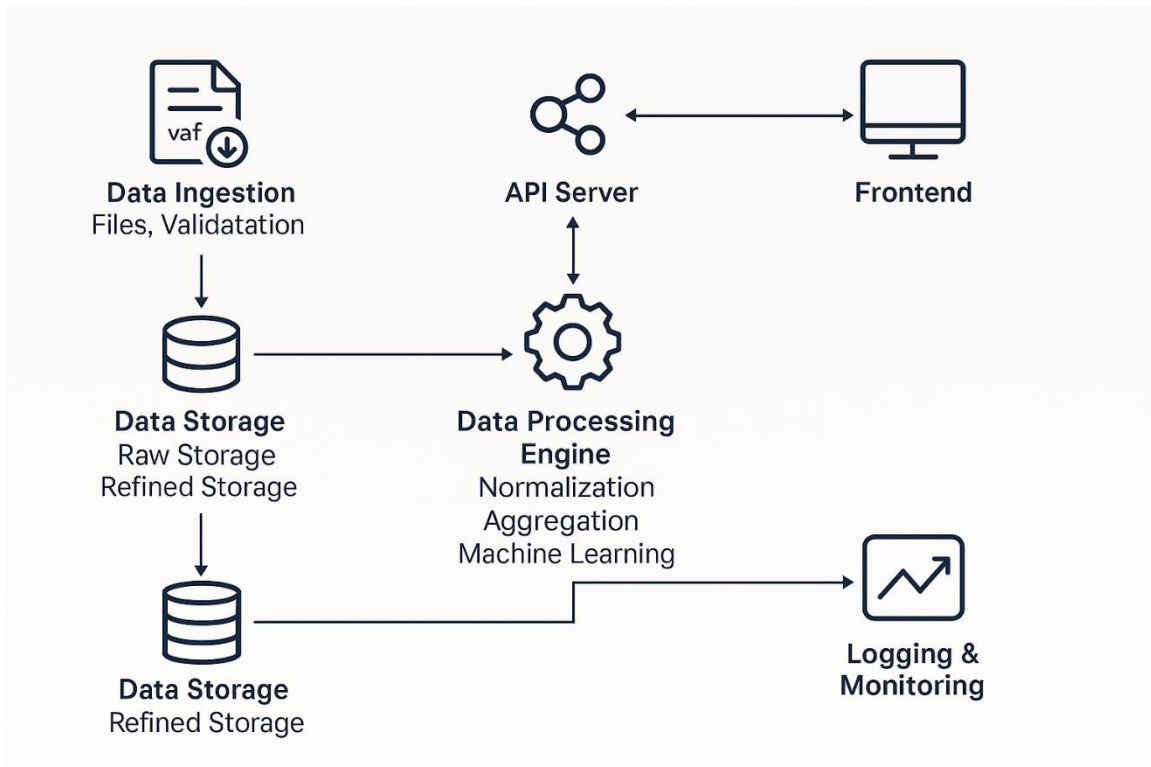 vaf
Data Ingestion
Files, Validatation
API Server
Frontend
Data Storage
Raw Storage
Refined Storage
Data Processing
Engine
Normalization
Aggregation
Machine Learning
Data Storage
Refined Storage
Logging &
Monitoring